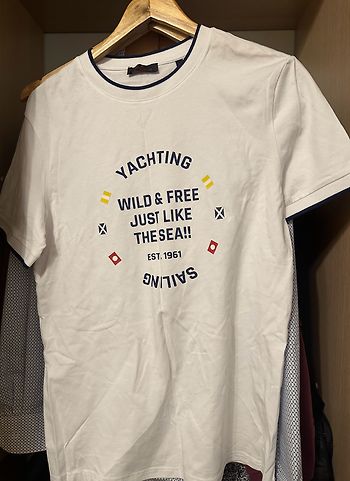 YACHTING
WILD & FREE
JUST LIKE
THE SEA!!
EST. 1961
SAILING